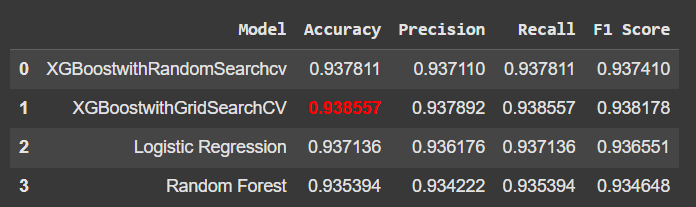 Model Accuracy Precision Recall F1 Score
0 XGBoostwithRandomSearchcv 0.937811 0.937110 0.937811 0.937410
1 XGBoostwithGridSearchCV 0.938557 0.937892 0.938557 0.938178
2 Logistic Regression 0.937136 0.936176 0.937136 0.936551
3 Random Forest 0.935394 0.934222 0.935394 0.934648